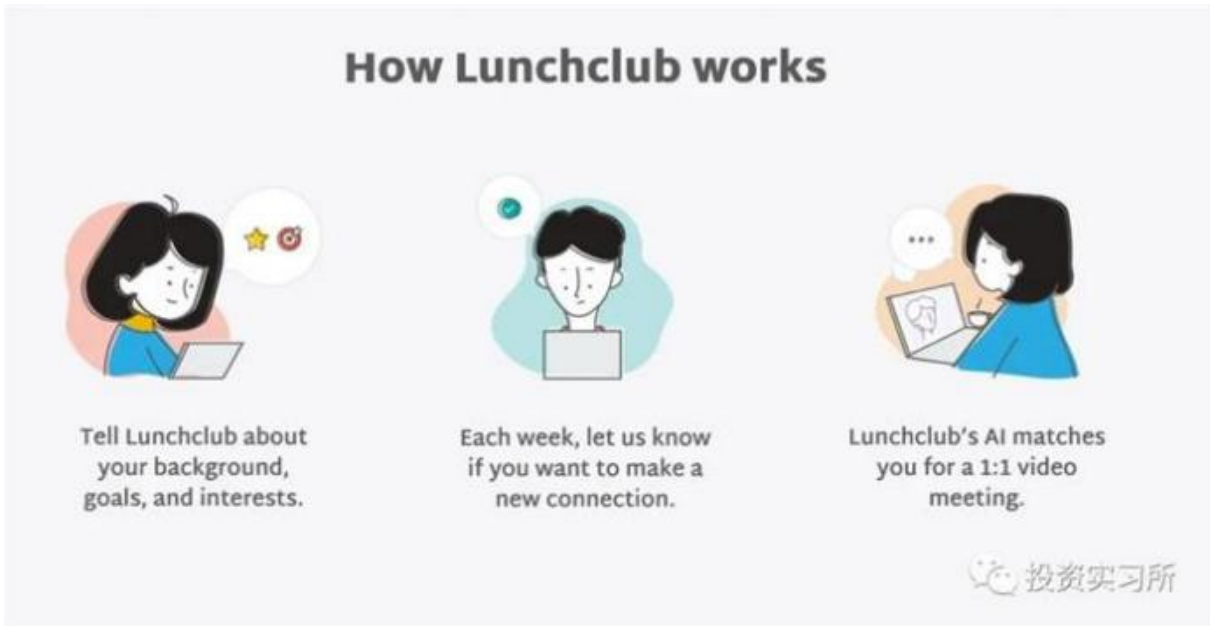 How Lunchclub works
Tell Lunchclub about
your background,
goals, and interests.
Each week, let us know
if you want to make a
new connection.
Lunchclub's AI matches
you for a 1:1 video
meeting.
投资实习所